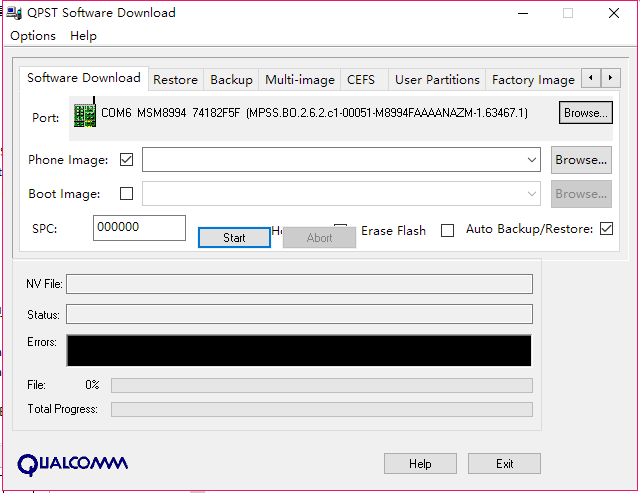 QPST Software Download
Options Help
Software Download Restore Backup Multi-image CEFS User Partitions Factory Image
Port: COM6 MSM8994 74182F5F (MPSS.BO.2.6.2.c1-00051-M8994FAAAANAZM-1.63467.1) Browse...
Phone Image: Browse...
Boot Image: Browse...
SPC: 000000 Start Abort Erase Flash Auto Backup/Restore:
NV File:
Status:
Errors:
File: 0%
Total Progress:
QUALCOMM Help Exit